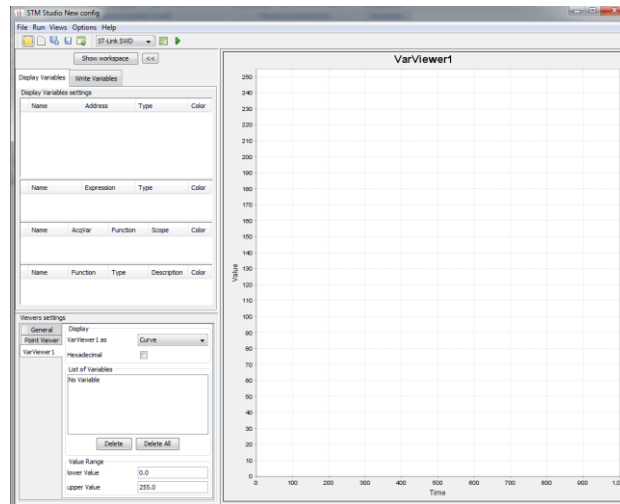 STM Studio New config
File Run Views Options Help
ST-Link SWD
Show workspace <<
Display Variables Write Variables
Display Variables settings
Name Address Type Color
Name Expression Type Color
Name AcqVar Function Scope Color
Name Function Type Description Color
Viewers settings
General
Point Viewer
VarViewer1
Display
VarViewer1 as Curve
Hexadecimal
List of Variables
No Variable
Delete Delete All
Value Range
lower Value 0.0
upper Value 255.0
VarViewer1
250
240
230
220
210
200
190
180
170
160
150
140
130
120
110
100
90
80
70
60
50
40
30
20
10
0
Value
0 100 200 300 400 500 600 700 800 900
Time